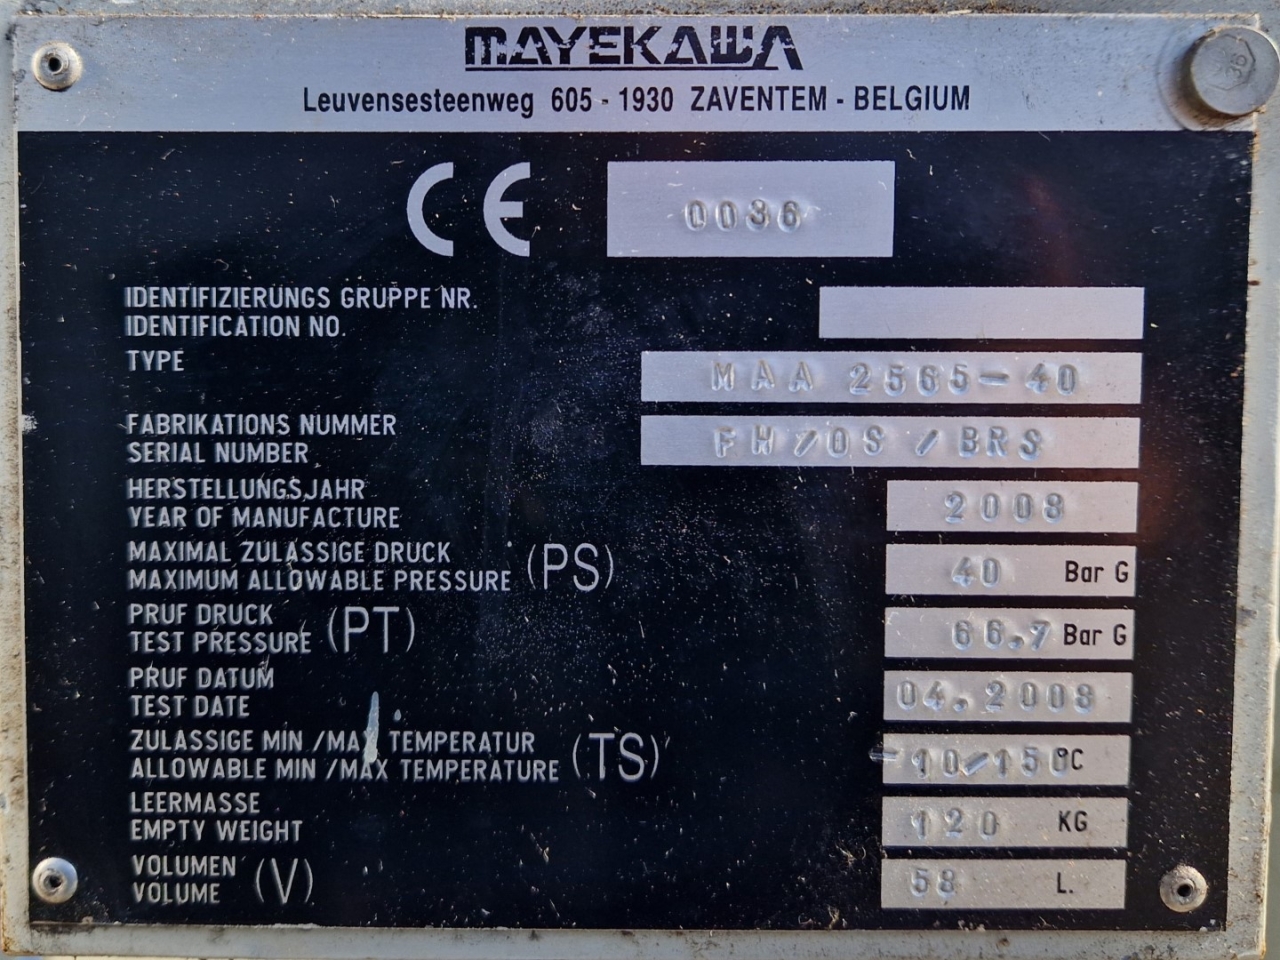 MAYEKAWA
Leuvensesteenweg 605 - 1930 ZAVENTEM - BELGIUM
CE 0036
IDENTIFIZIERUNGS GRUPPE NR.
IDENTIFICATION NO.
TYPE MAA 2565-40
FABRIKATIONS NUMMER
SERIAL NUMBER FW/OS/BRS
HERSTELLUNGSJAHR
YEAR OF MANUFACTURE 2008
MAXIMAL ZULASSIGE DRUCK
MAXIMUM ALLOWABLE PRESSURE (PS) 40 Bar G
PRUF DRUCK
TEST PRESSURE (PT) 66.7 Bar G
PRUF DATUM
TEST DATE 04.2008
ZULASSIGE MIN /MAX TEMPERATUR
ALLOWABLE MIN /MAX TEMPERATURE (TS) -10/150°C
LEERMASSE
EMPTY WEIGHT 120 KG
VOLUMEN
VOLUME (V) 58 L.